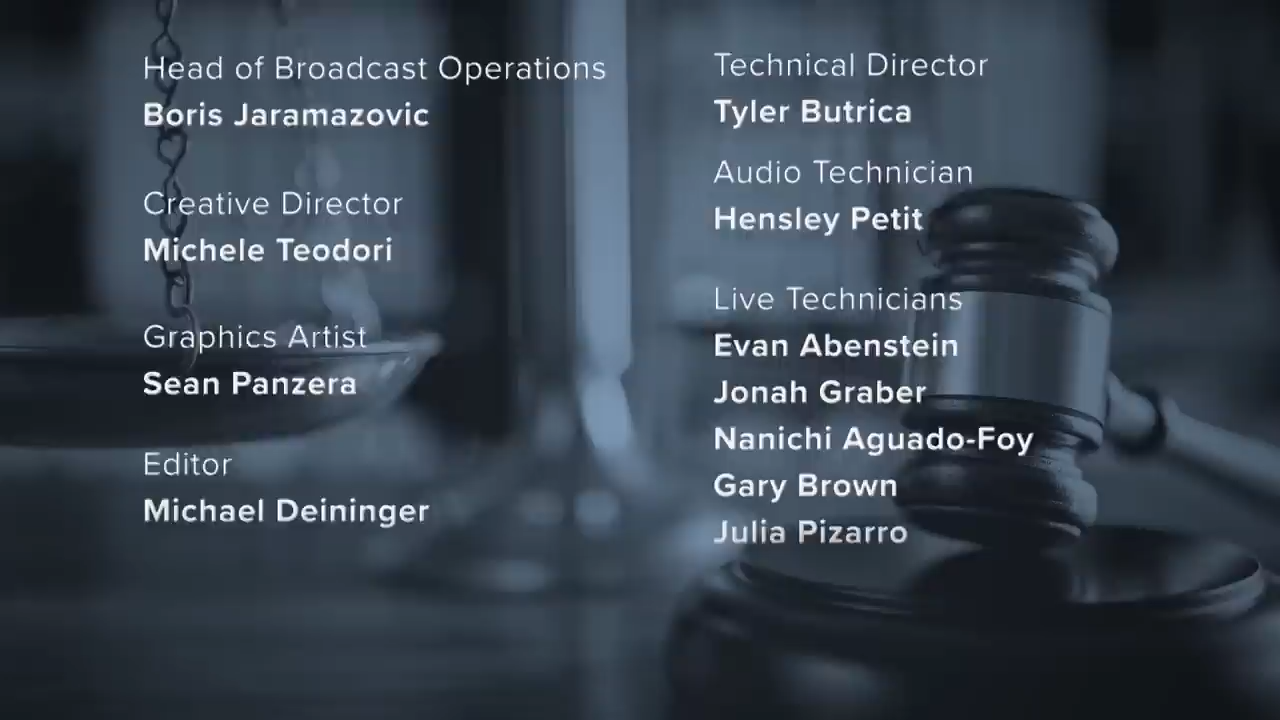 Head of Broadcast Operations
Boris Jaramazovic
Creative Director
Michele Teodori
Graphics Artist
Sean Panzera
Editor
Michael Deininger
Technical Director
Tyler Butrica
Audio Technician
Hensley Petit
Live Technicians
Evan Abenstein
Jonah Graber
Nanichi Aguado-Foy
Gary Brown
Julia Pizarro